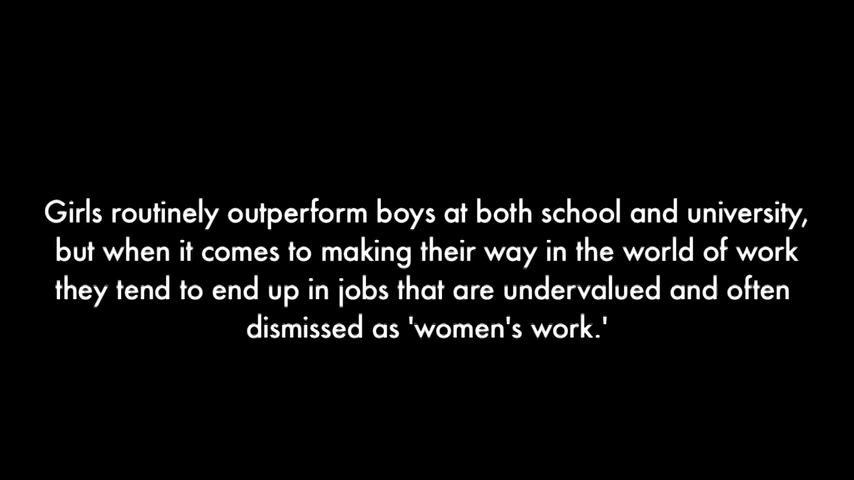 Girls routinely outperform boys at both school and university,
but when it comes to making their way in the world of work
they tend to end up in jobs that are undervalued and often
dismissed as 'women's work.'